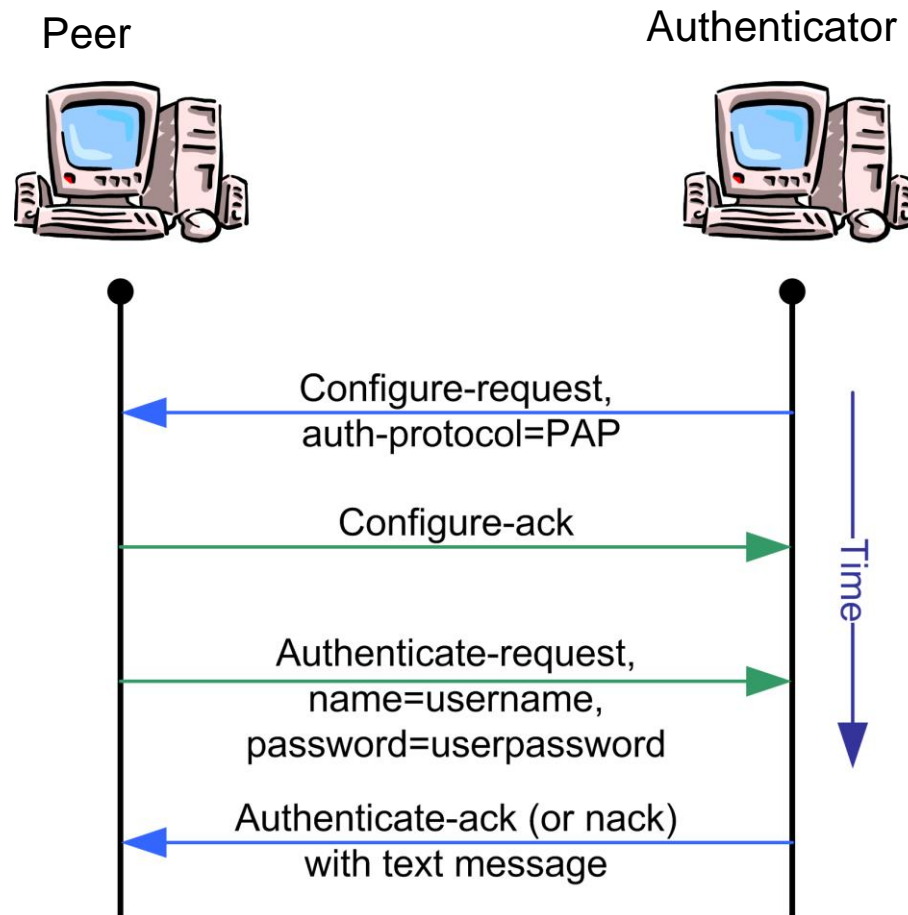 Peer
Authenticator
Configure-request,
auth-protocol=PAP
Configure-ack
Time
Authenticate-request,
name=username,
password=userpassword
Authenticate-ack (or nack)
with text message